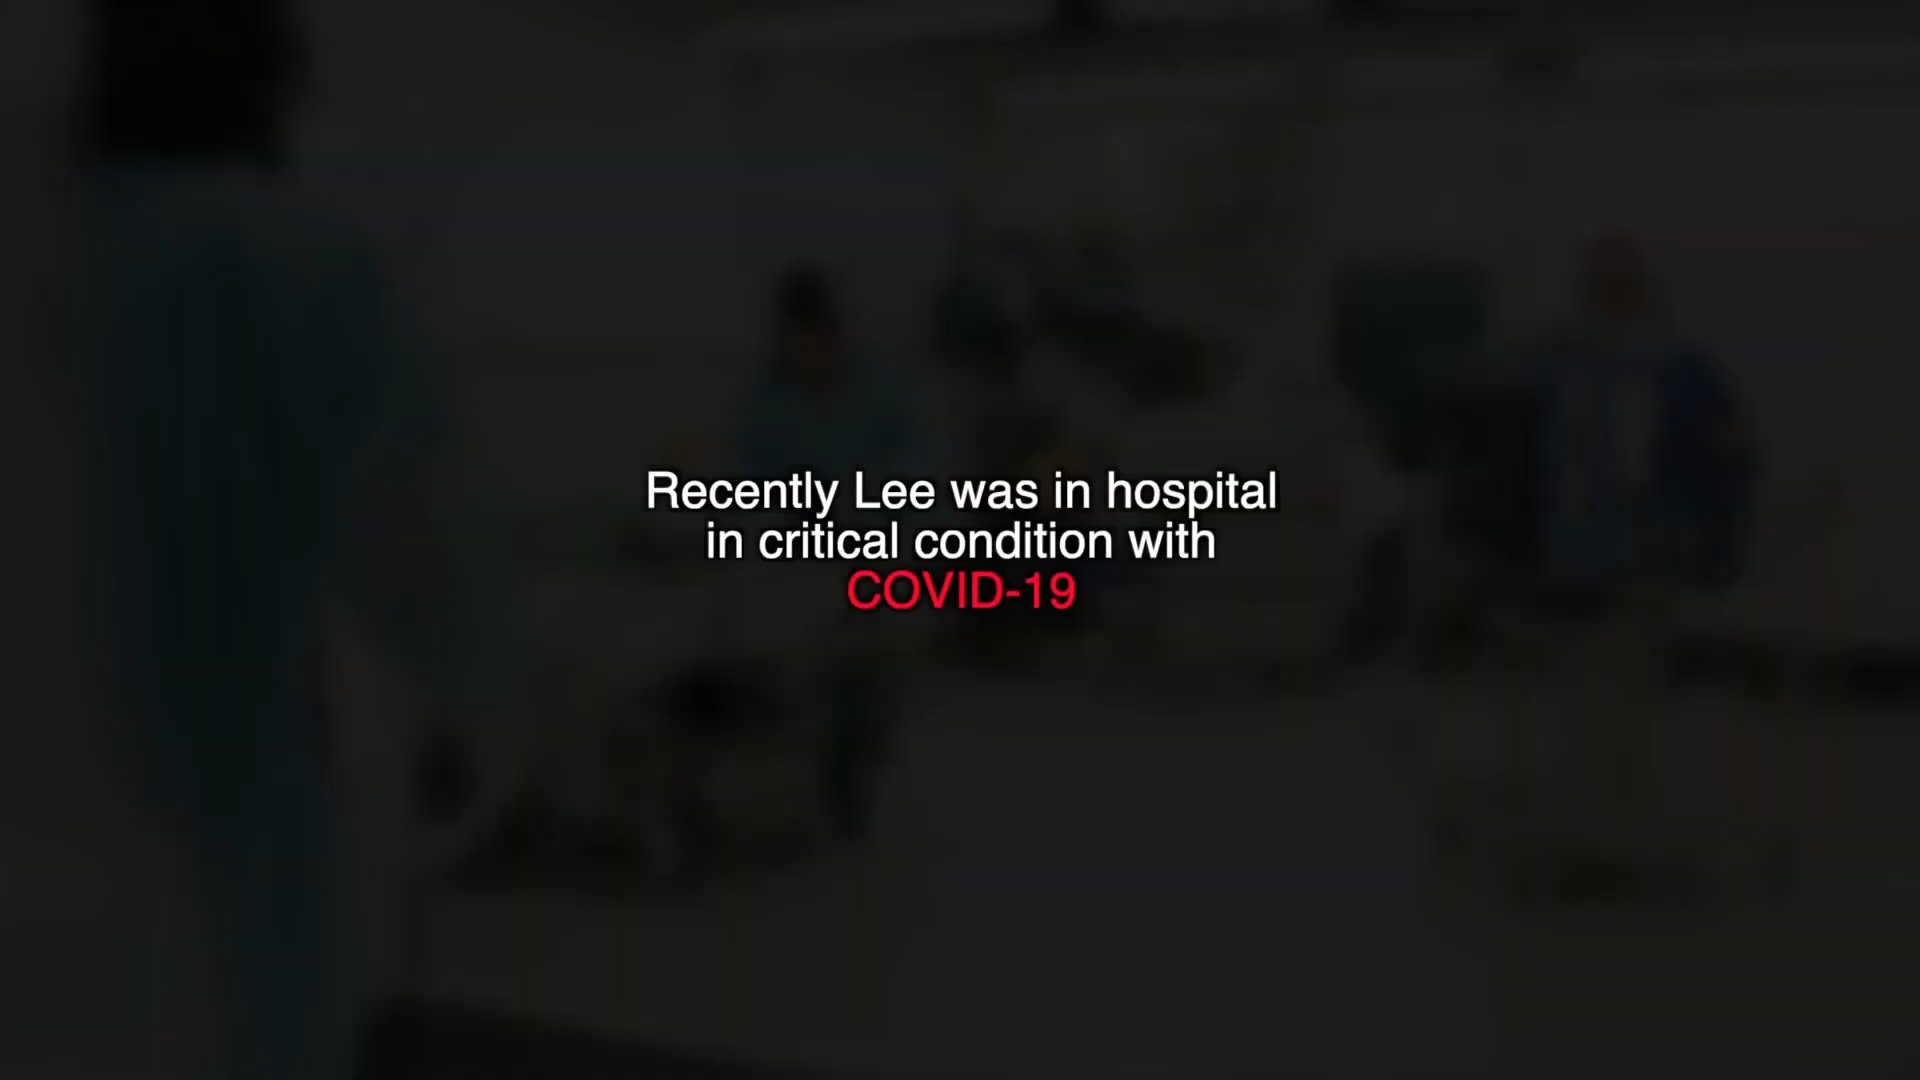 Recently Lee was in hospital
in critical condition with
COVID-19